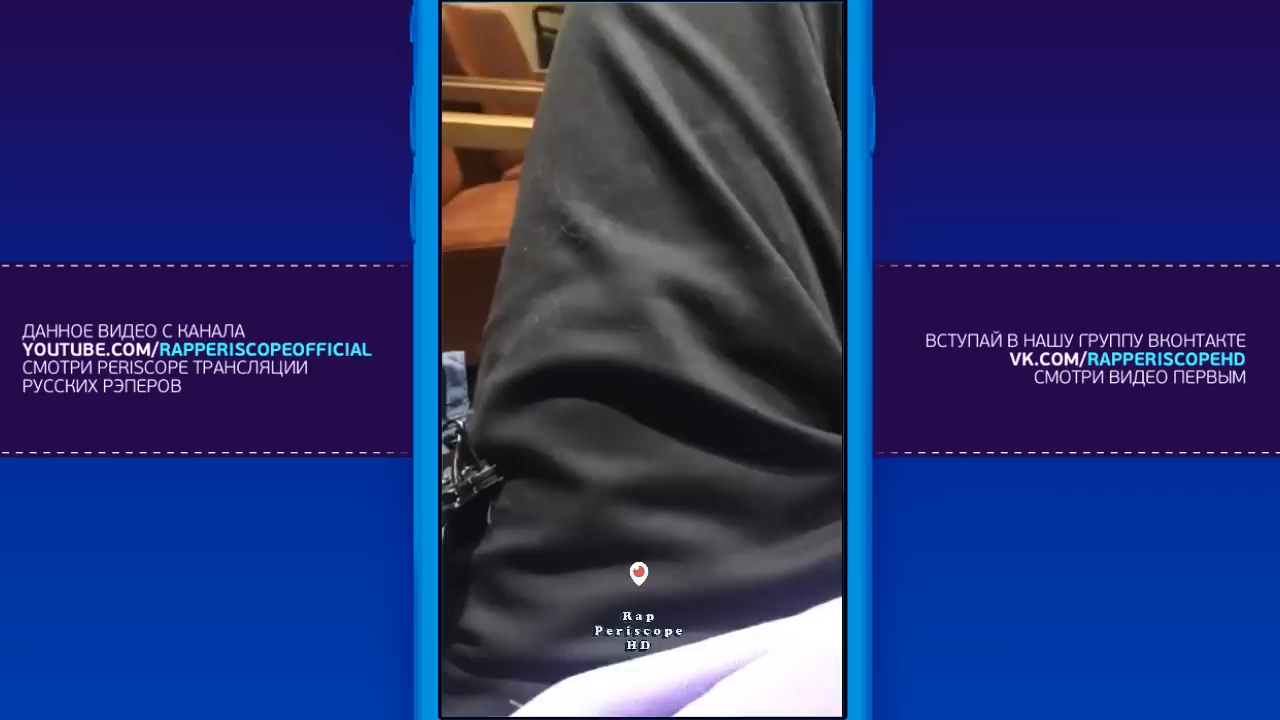 ДАННОЕ ВИДЕО С КАНАЛА
YOUTUBE.COM/RAPPERISCOPEOFFICIAL
СМОТРИ PERISCOPE ТРАНСЛЯЦИИ
РУССКИХ РЭПЕРОВ
ВСТУПАЙ В НАШУ ГРУППУ ВКОНТАКТЕ
VK.COM/RAPPERISCOPEHD
СМОТРИ ВИДЕО ПЕРВЫМ
Rap
Periscope
HD